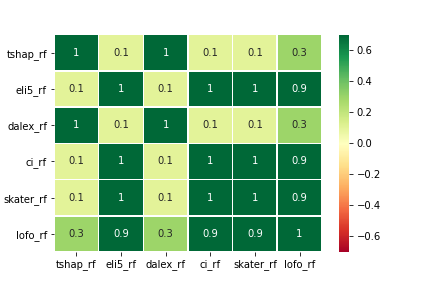 tshap_rf 1 0.1 1 0.1 0.1 0.3
eli5_rf 0.1 1 0.1 1 1 0.9
dalex_rf 1 0.1 1 0.1 0.1 0.3
ci_rf 0.1 1 0.1 1 1 0.9
skater_rf 0.1 1 0.1 1 1 0.9
lofo_rf 0.3 0.9 0.3 0.9 0.9 1
tshap_rf eli5_rf dalex_rf ci_rf skater_rf lofo_rf
0.6
0.4
0.2
0.0
−0.2
−0.4
−0.6